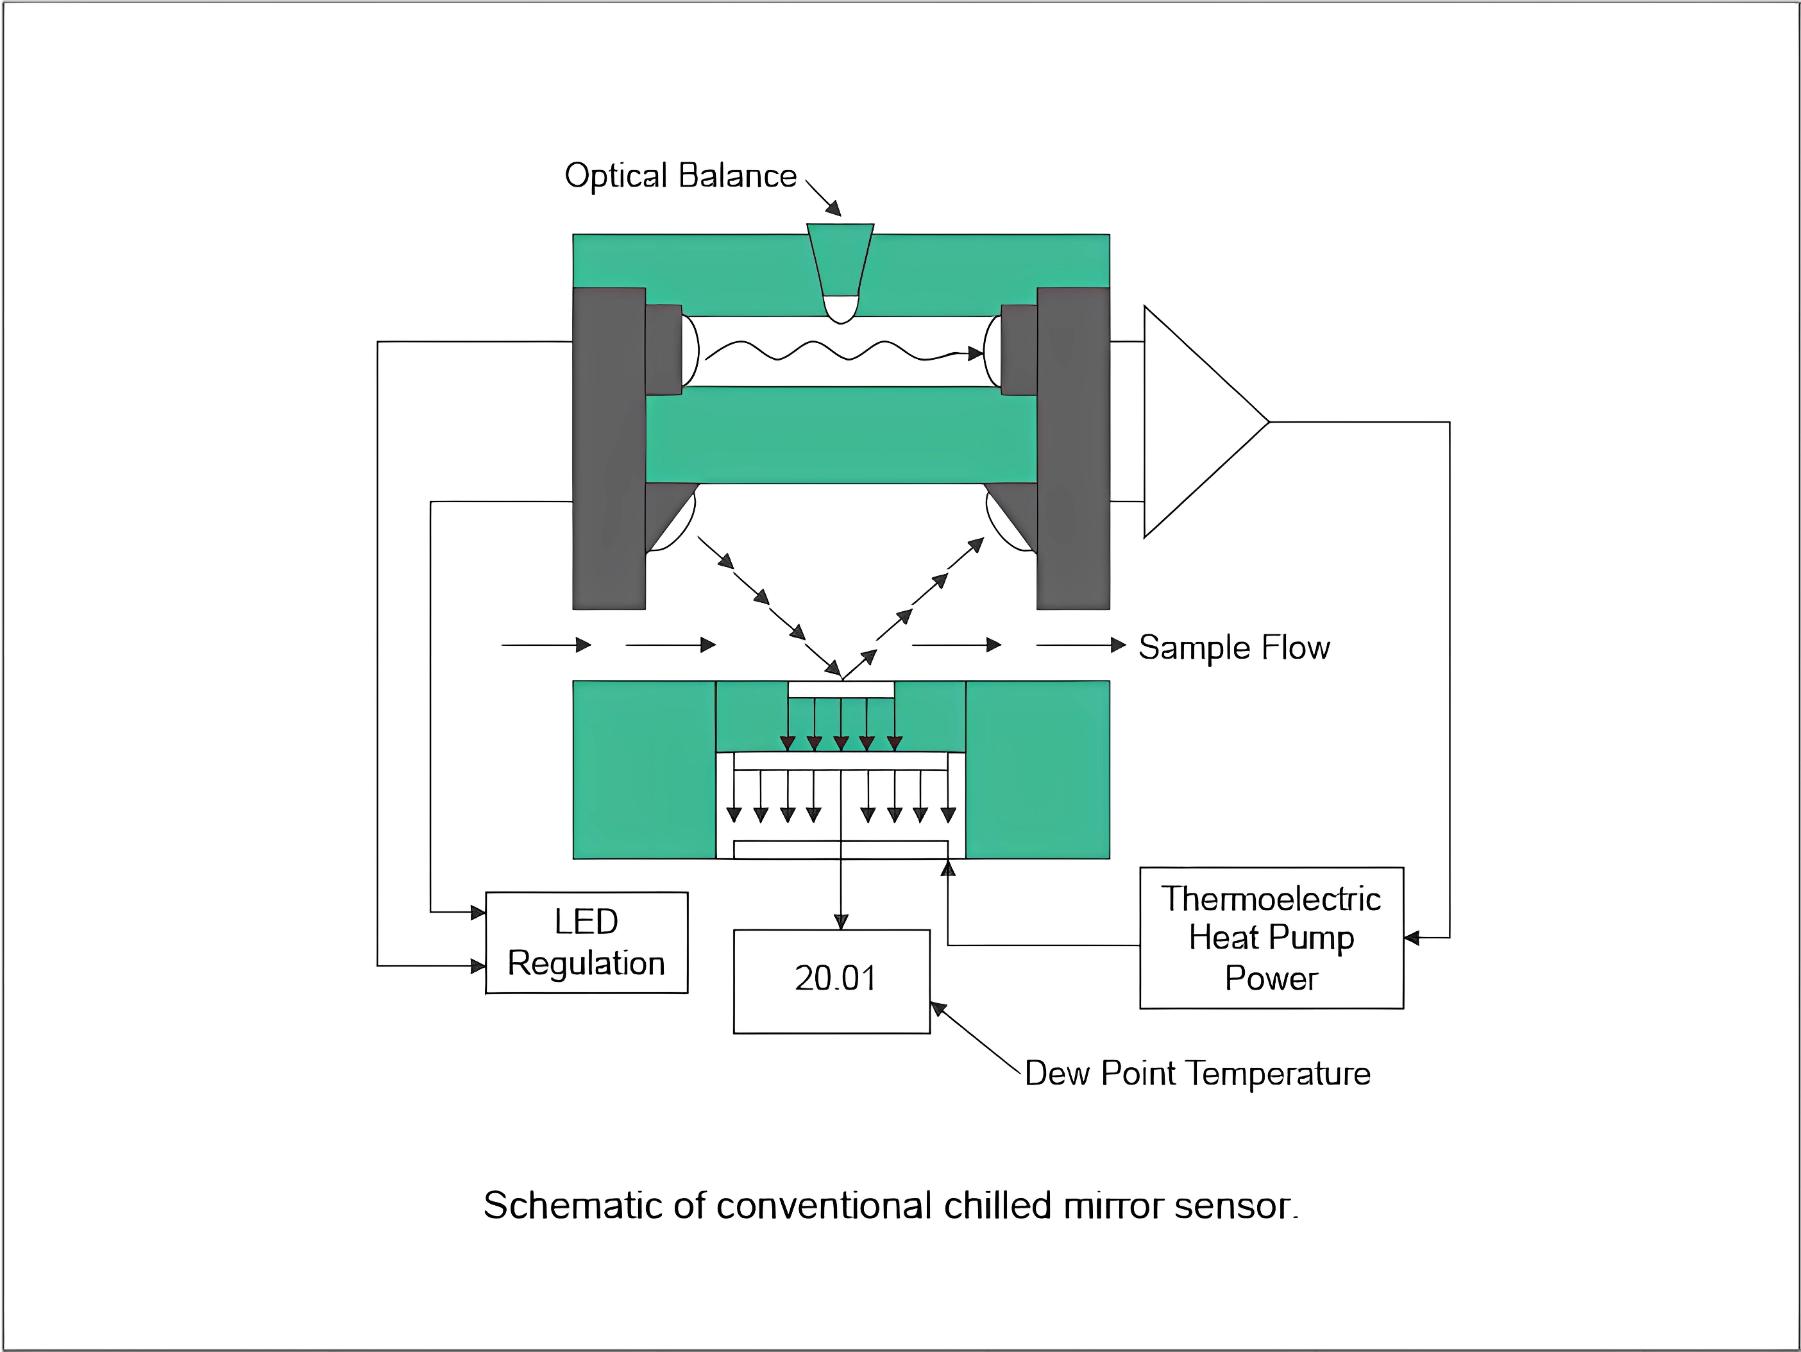 Optical Balance
Sample Flow
LED
Regulation
20.01
Thermoelectric
Heat Pump
Power
Dew Point Temperature
Schematic of conventional chilled mirror sensor.